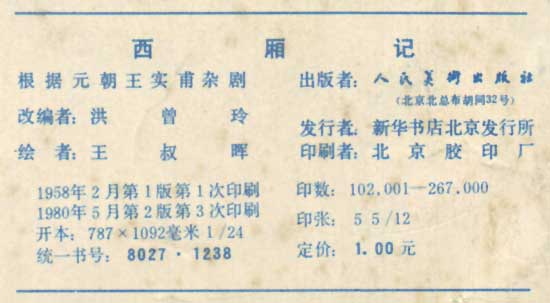 西厢记
根据元朝王实甫杂剧
改编者：洪曾玲
绘者：王叔晖
1958年2月第1版第1次印刷
1980年5月第2版第3次印刷
开本：787×1092毫米 1/24
统一书号：8027·1238
出版者：人民美術出版社
（北京北总布胡同32号）
发行者：新华书店北京发行所
印刷者：北京胶印厂
印数：102,001—267,000
印张：5 5/12
定价：1.00元